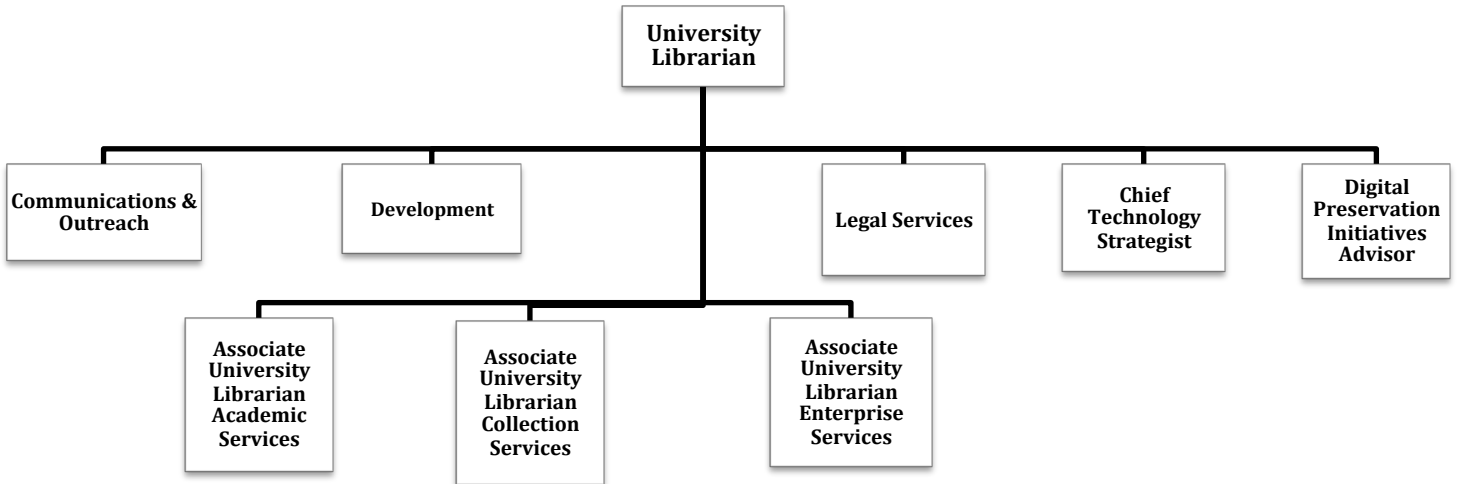 University
Librarian
Communications &
Outreach
Development
Legal Services
Chief
Technology
Strategist
Digital
Preservation
Initiatives
Advisor
Associate
University
Librarian
Academic
Services
Associate
University
Librarian
Collection
Services
Associate
University
Librarian
Enterprise
Services